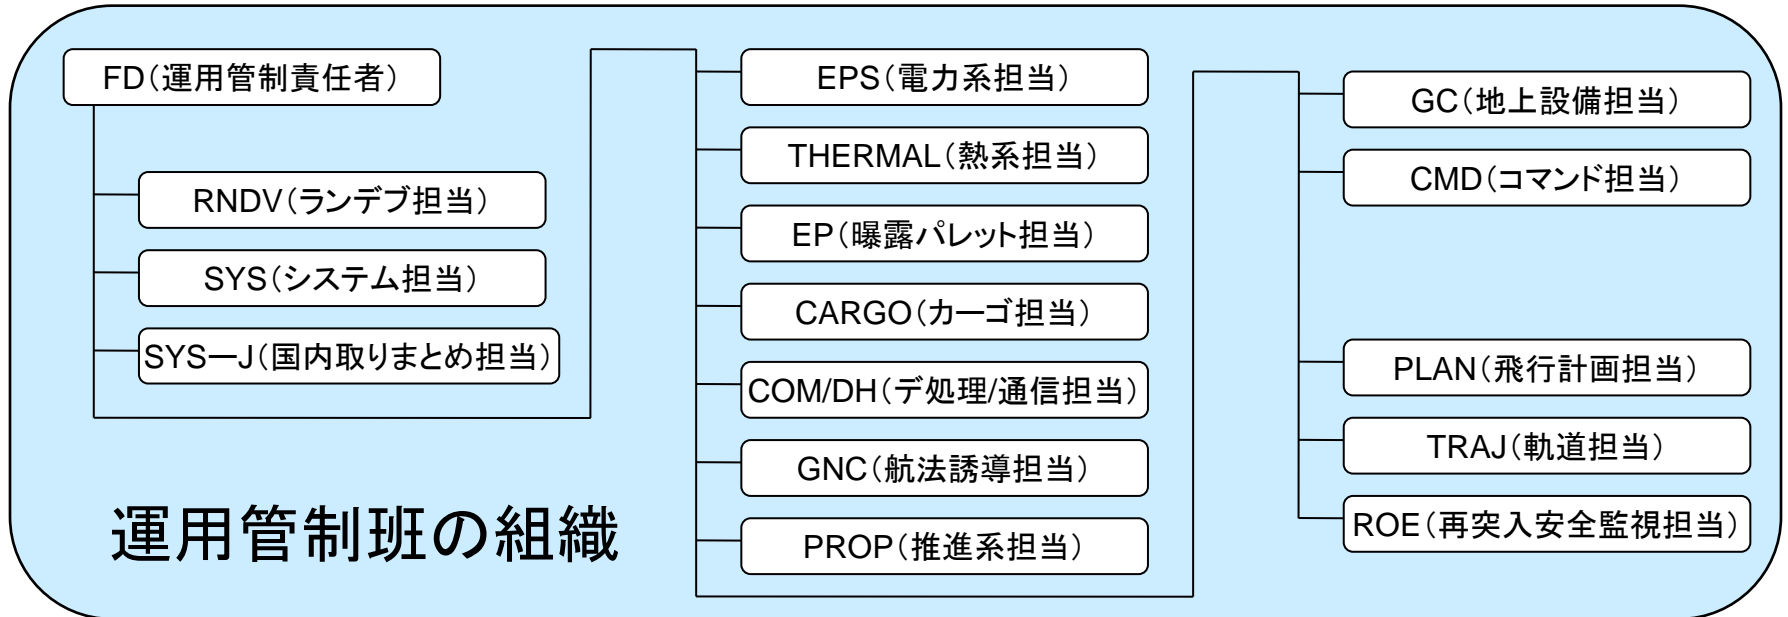 FD(運用管制責任者)
RNDV(ランデブ担当)
SYS(システム担当)
SYSーJ(国内取りまとめ担当)
運用管制班の組織
EPS(電力系担当)
THERMAL(熱系担当)
EP(曝露パレット担当)
CARGO(カーゴ担当)
COM/DH(デ処理/通信担当)
GNC(航法誘導担当)
PROP(推進系担当)
GC(地上設備担当)
CMD(コマンド担当)
PLAN(飛行計画担当)
TRAJ(軌道担当)
ROE(再突入安全監視担当)